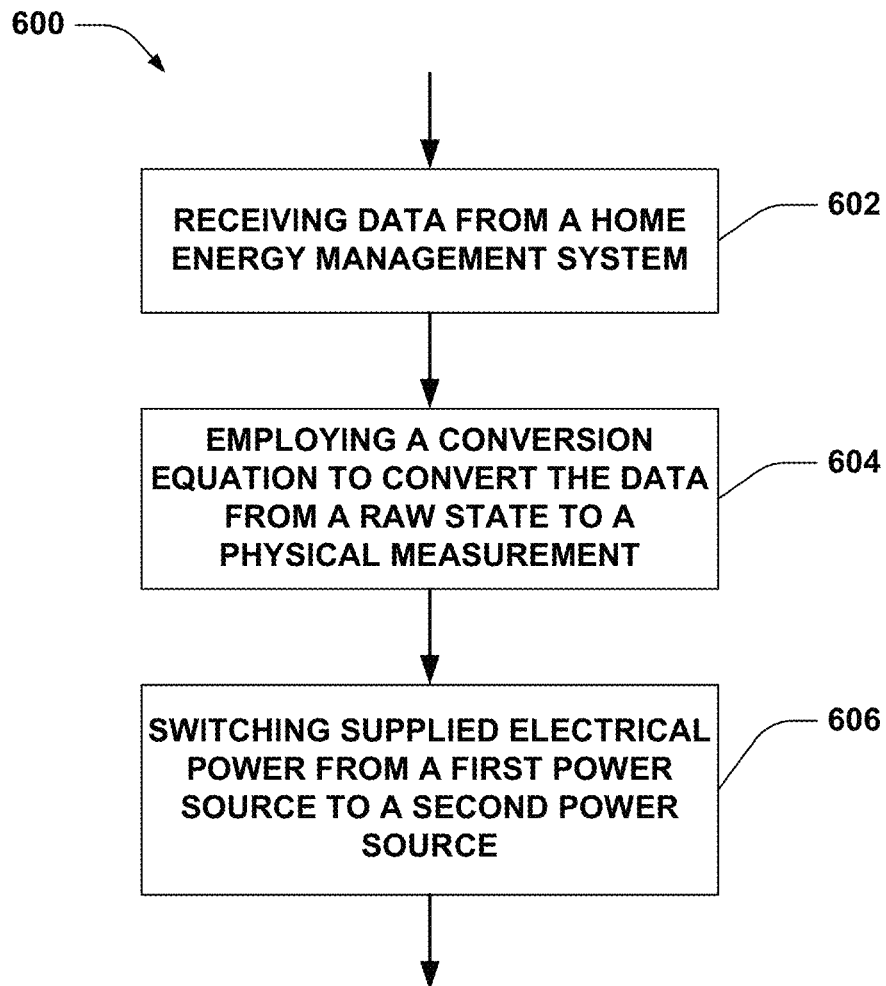 600
RECEIVING DATA FROM A HOME
ENERGY MANAGEMENT SYSTEM
602
EMPLOYING A CONVERSION
EQUATION TO CONVERT THE DATA
FROM A RAW STATE TO A
PHYSICAL MEASUREMENT
604
SWITCHING SUPPLIED ELECTRICAL
POWER FROM A FIRST POWER
SOURCE TO A SECOND POWER
SOURCE
606